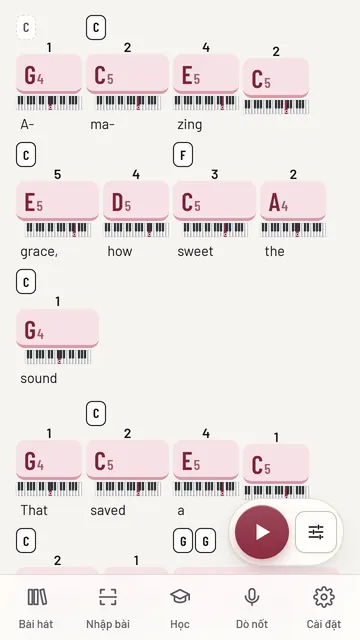 C C
1 2 4 2
G4 C5 E5 C5
A- ma- zing
C F
5 4 3 2
E5 D5 C5 A4
grace, how sweet the
C
1
G4
sound
C
1 2 4 1
G4 C5 E5 C5
That saved a
C G G
2 1
Bài hát Nhập bài Học Dò nốt Cài đặt